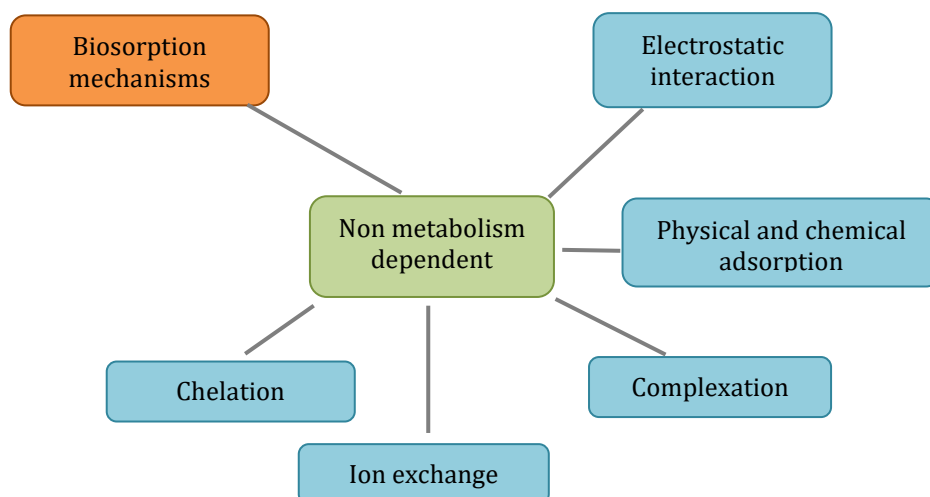 Biosorption
mechanisms
Electrostatic
interaction
Non metabolism
dependent
Physical and chemical
adsorption
Chelation
Complexation
Ion exchange